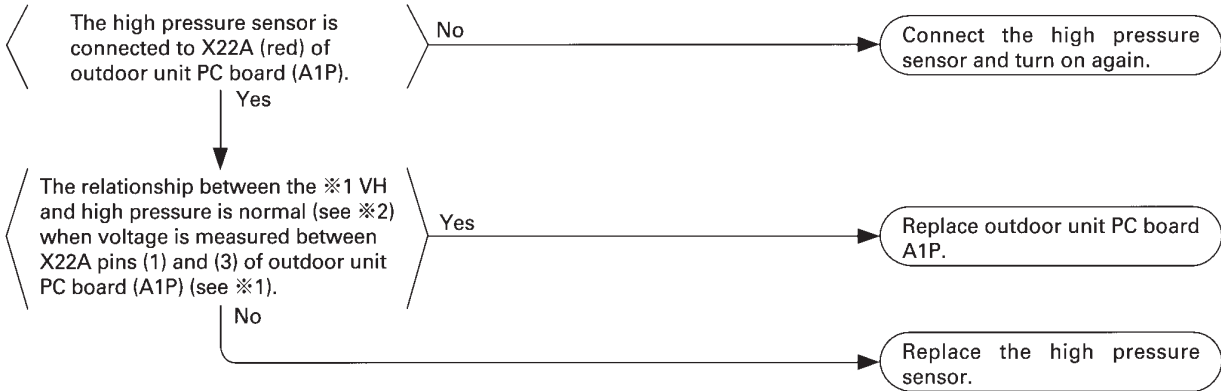 The high pressure sensor is
connected to X22A (red) of
outdoor unit PC board (A1P).
No
Connect the high pressure
sensor and turn on again.
Yes
The relationship between the ※1 VH
and high pressure is normal (see ※2)
when voltage is measured between
X22A pins (1) and (3) of outdoor unit
PC board (A1P) (see ※1).
Yes
Replace outdoor unit PC board
A1P.
No
Replace the high pressure
sensor.